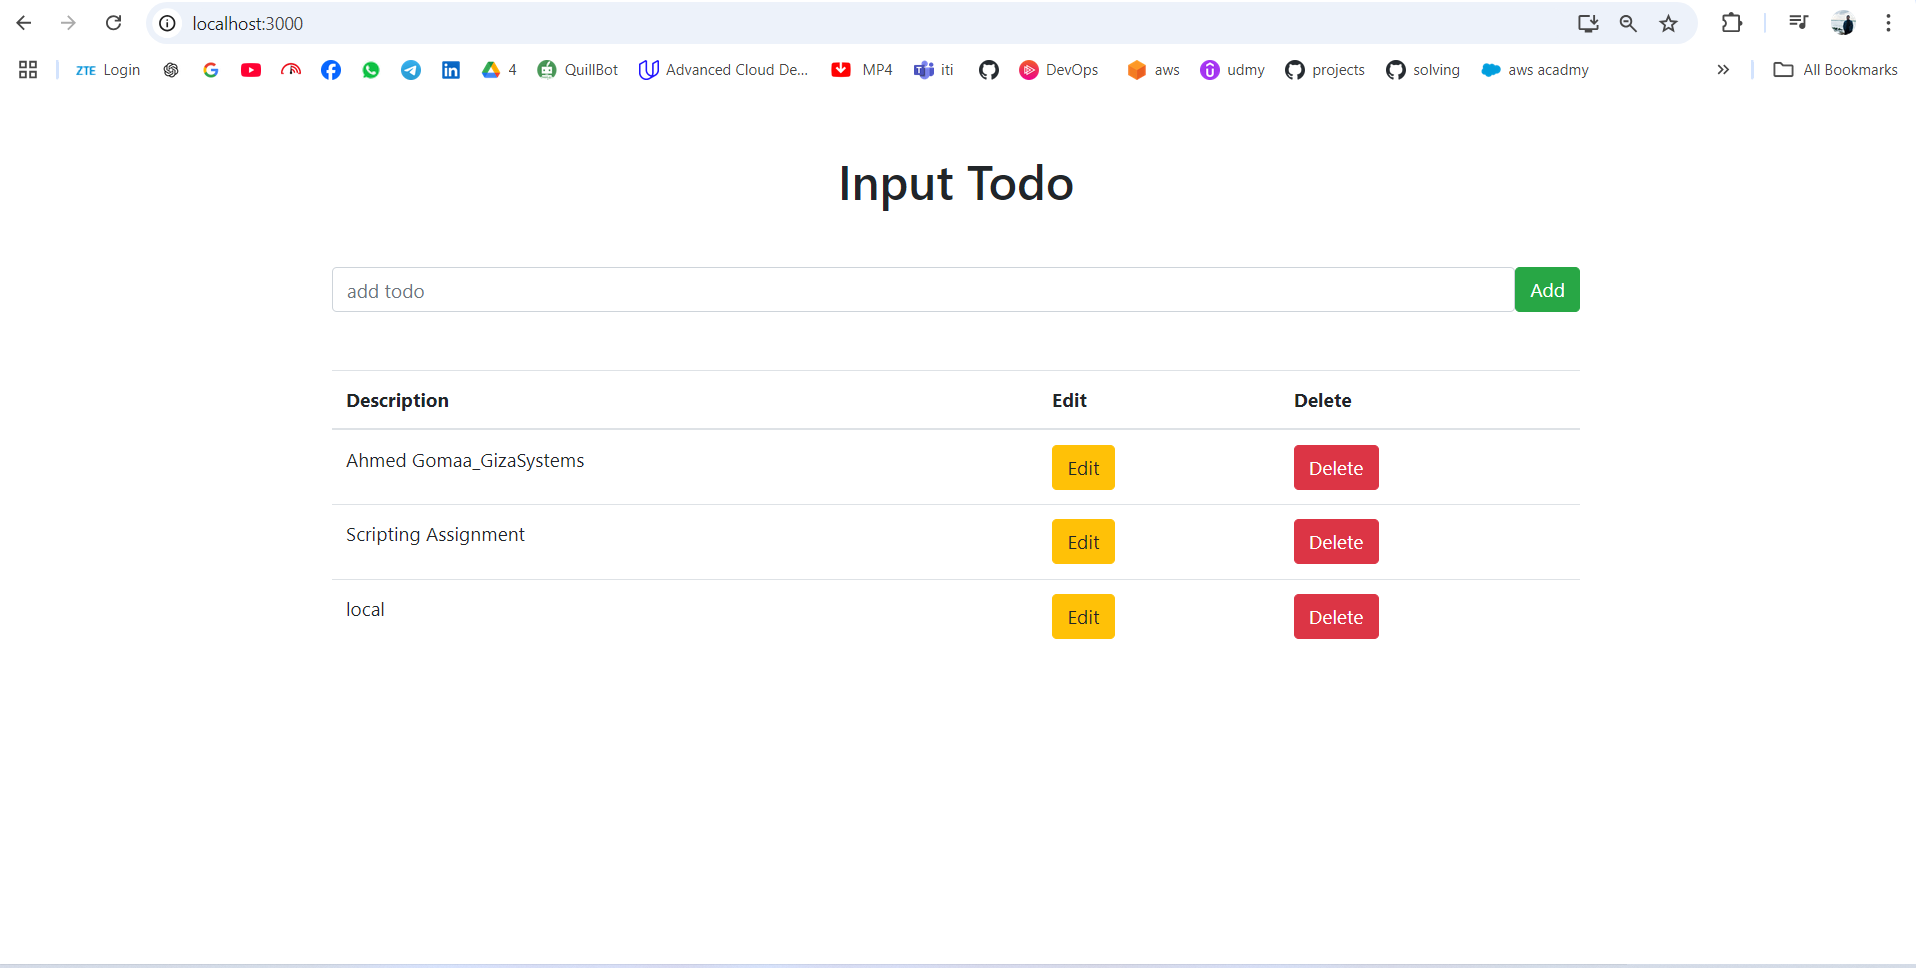 localhost:3000
ZTE Login 4 QuillBot Advanced Cloud De... MP4 iti DevOps aws udmy projects solving aws acadmy » All Bookmarks
Input Todo
add todo Add
Description Edit Delete
Ahmed Gomaa_GizaSystems Edit Delete
Scripting Assignment Edit Delete
local Edit Delete